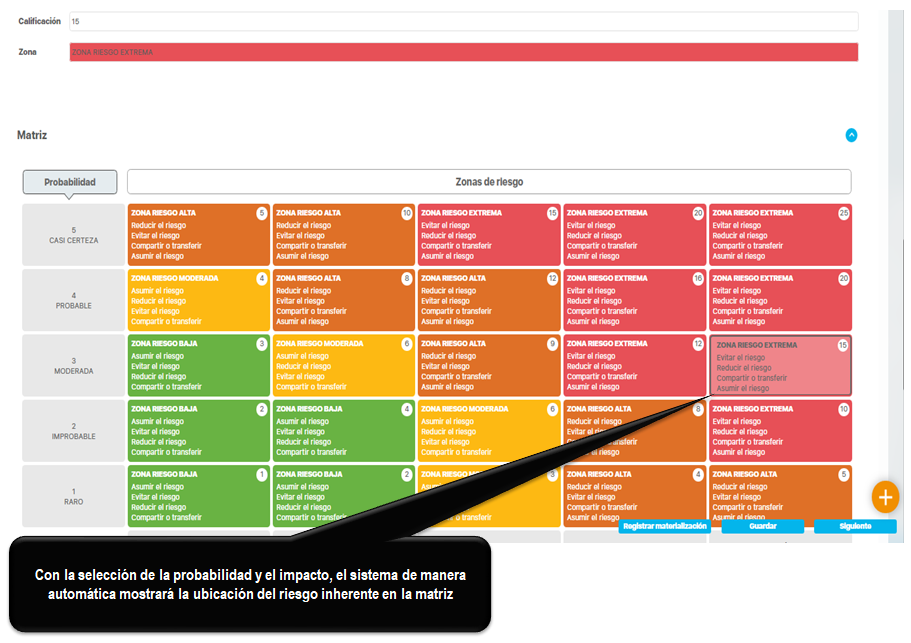 Calificación 15
Zona ZONA RIESGO EXTREMA
Matriz
Probabilidad
Zonas de riesgo
5
CASI CERTEZA
ZONA RIESGO ALTA 5
Reducir el riesgo
Evitar el riesgo
Compartir o transferir
Asumir el riesgo
ZONA RIESGO ALTA 10
Reducir el riesgo
Evitar el riesgo
Compartir o transferir
Asumir el riesgo
ZONA RIESGO EXTREMA 15
Evitar el riesgo
Reducir el riesgo
Compartir o transferir
Asumir el riesgo
ZONA RIESGO EXTREMA 20
Evitar el riesgo
Reducir el riesgo
Compartir o transferir
Asumir el riesgo
ZONA RIESGO EXTREMA 25
Evitar el riesgo
Reducir el riesgo
Compartir o transferir
Asumir el riesgo
4
PROBABLE
ZONA RIESGO MODERADA 4
Asumir el riesgo
Reducir el riesgo
Evitar el riesgo
Compartir o transferir
ZONA RIESGO ALTA 8
Reducir el riesgo
Evitar el riesgo
Compartir o transferir
Asumir el riesgo
ZONA RIESGO ALTA 12
Reducir el riesgo
Evitar el riesgo
Compartir o transferir
Asumir el riesgo
ZONA RIESGO EXTREMA 16
Evitar el riesgo
Reducir el riesgo
Compartir o transferir
Asumir el riesgo
ZONA RIESGO EXTREMA 20
Evitar el riesgo
Reducir el riesgo
Compartir o transferir
Asumir el riesgo
3
MODERADA
ZONA RIESGO BAJA 3
Asumir el riesgo
Evitar el riesgo
Reducir el riesgo
Compartir o transferir
ZONA RIESGO MODERADA 6
Asumir el riesgo
Reducir el riesgo
Evitar el riesgo
Compartir o transferir
ZONA RIESGO ALTA 9
Reducir el riesgo
Evitar el riesgo
Compartir o transferir
Asumir el riesgo
ZONA RIESGO EXTREMA 12
Evitar el riesgo
Reducir el riesgo
Compartir o transferir
Asumir el riesgo
ZONA RIESGO EXTREMA 15
Evitar el riesgo
Reducir el riesgo
Compartir o transferir
Asumir el riesgo
2
IMPROBABLE
ZONA RIESGO BAJA 2
Asumir el riesgo
Evitar el riesgo
Reducir el riesgo
Compartir o transferir
ZONA RIESGO BAJA 4
Asumir el riesgo
Evitar el riesgo
Reducir el riesgo
Compartir o transferir
ZONA RIESGO MODERADA 6
Asumir el riesgo
Reducir el riesgo
Evitar el riesgo
Compartir o transferir
ZONA RIESGO ALTA 8
Reducir el riesgo
Evitar el riesgo
transferir
Asumir el riesgo
ZONA RIESGO EXTREMA 10
Evitar el riesgo
Reducir el riesgo
Compartir o transferir
Asumir el riesgo
1
RARO
ZONA RIESGO BAJA 1
Asumir el riesgo
Evitar el riesgo
Reducir el riesgo
Compartir o transferir
ZONA RIESGO BAJA 2
Asumir el riesgo
Evitar el riesgo
Reducir el riesgo
Compartir o transferir
ZONA RIESGO 3
Asumir el
riesgo
riesgo
o transferir
ZONA RIESGO ALTA 4
Reducir el riesgo
Evitar el riesgo
Compartir o transferir
Asumir el riesgo
ZONA RIESGO ALTA 5
Reducir el riesgo
Evitar el riesgo
Compartir o transferir
Asumir el riesgo
+
Registrar materialización
Guardar
Siguiente
Con la selección de la probabilidad y el impacto, el sistema de manera
automática mostrará la ubicación del riesgo inherente en la matriz